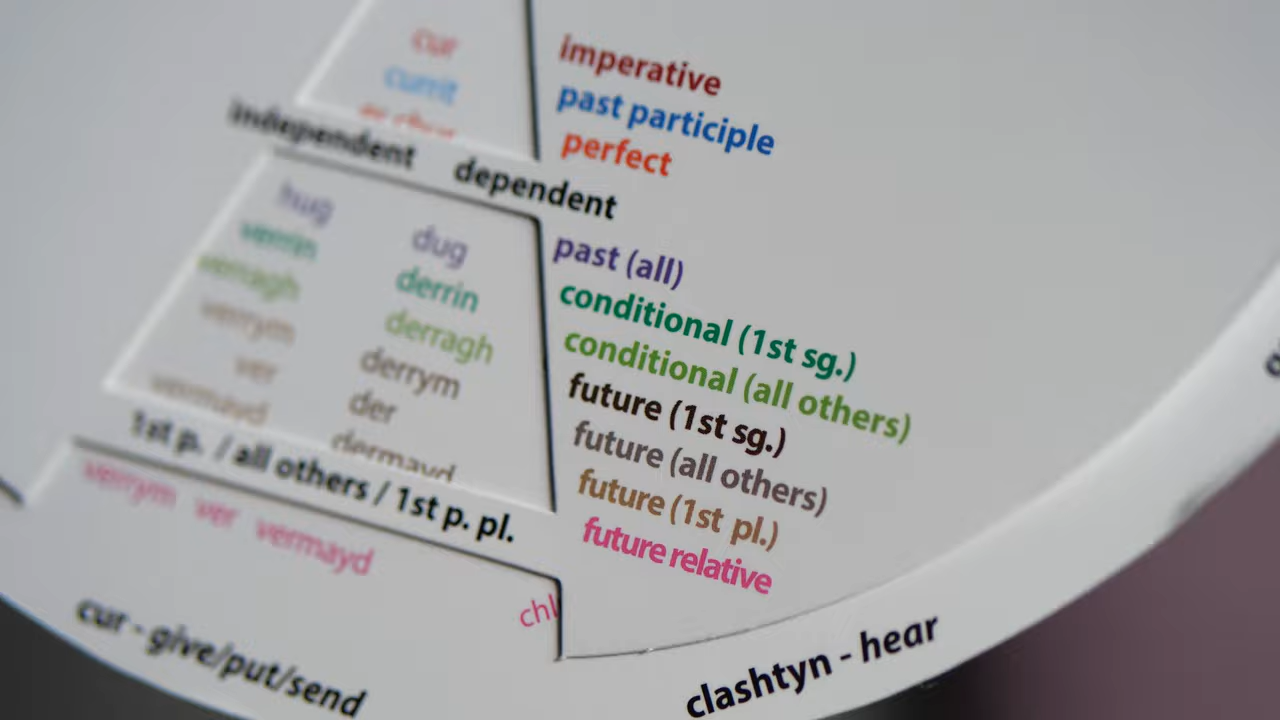 cur imperative
currit past participle
perfect
independent dependent
hug dug past (all)
verrin derrin conditional (1st sg.)
verragh derragh conditional (all others)
verrym derrym future (1st sg.)
ver der future (all others)
vermayd dermayd future (1st pl.)
1st p. / all others / 1st p. pl. future relative
verrym ver vermayd
chl
cur - give/put/send
clashtyn - hear